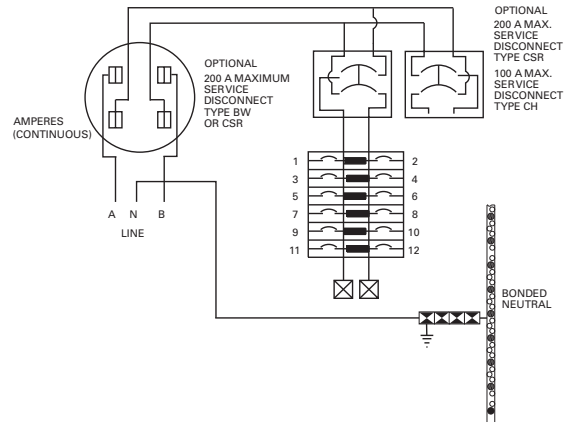 OPTIONAL
200 A MAX.
SERVICE
DISCONNECT
TYPE CSR
100 A MAX.
SERVICE
DISCONNECT
TYPE CH
OPTIONAL
200 A MAXIMUM
SERVICE
DISCONNECT
TYPE BW
OR CSR
AMPERES
(CONTINUOUS)
A N B
LINE
1 2
3 4
5 6
7 8
9 10
11 12
BONDED
NEUTRAL